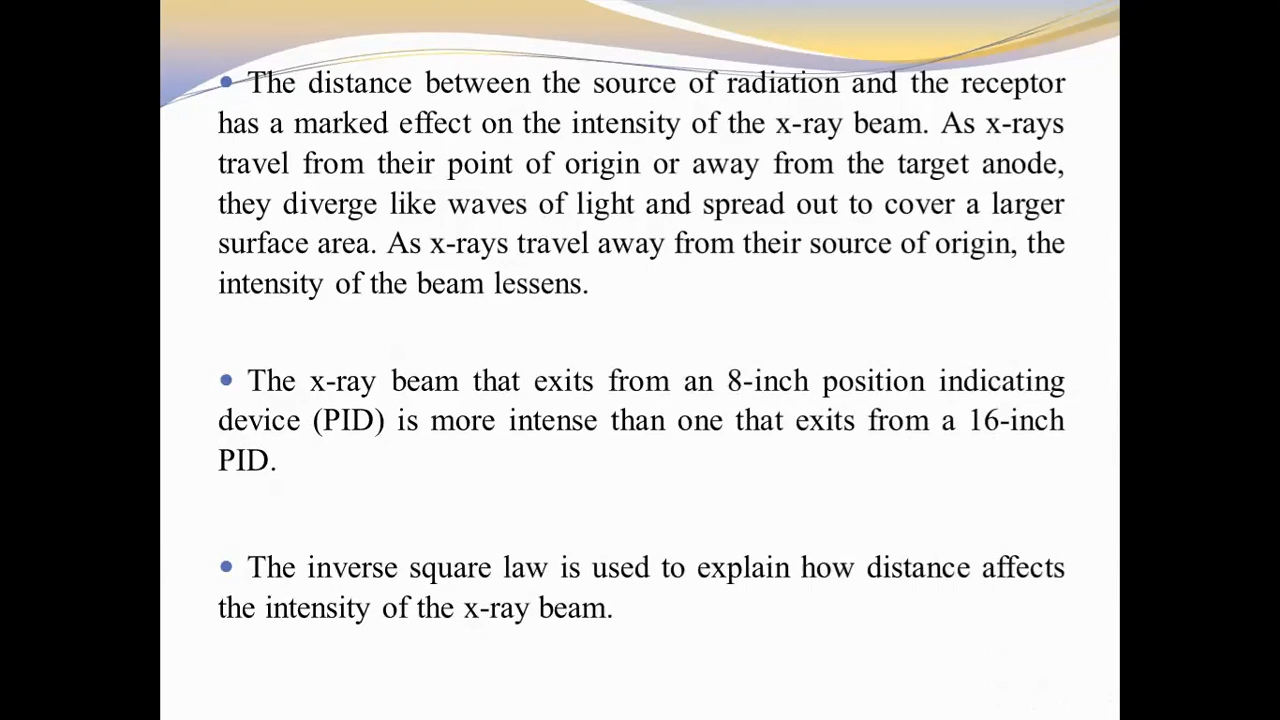 • The distance between the source of radiation and the receptor
has a marked effect on the intensity of the x-ray beam. As x-rays
travel from their point of origin or away from the target anode,
they diverge like waves of light and spread out to cover a larger
surface area. As x-rays travel away from their source of origin, the
intensity of the beam lessens.
• The x-ray beam that exits from an 8-inch position indicating
device (PID) is more intense than one that exits from a 16-inch
PID.
• The inverse square law is used to explain how distance affects
the intensity of the x-ray beam.